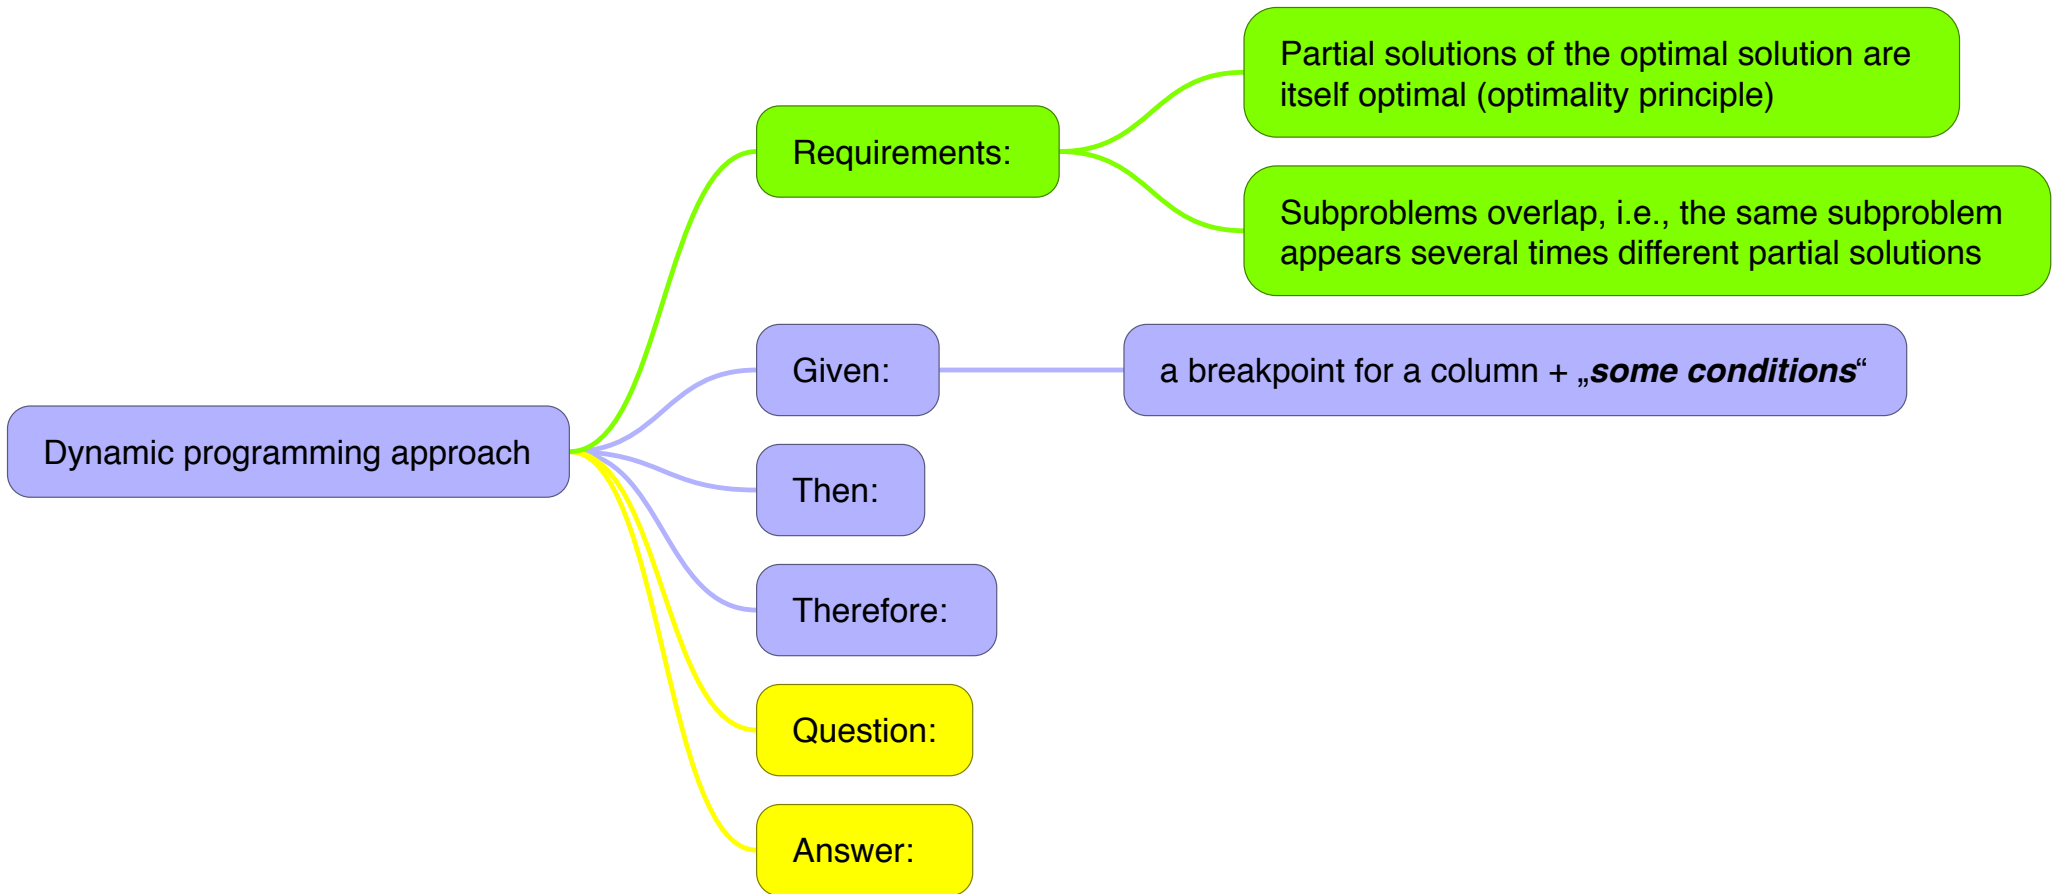 Partial solutions of the optimal solution are
itself optimal (optimality principle)
Requirements:
Subproblems overlap, i.e., the same subproblem
appears several times different partial solutions
Given:
a breakpoint for a column + „some conditions“
Dynamic programming approach
Then:
Therefore:
Question:
Answer: